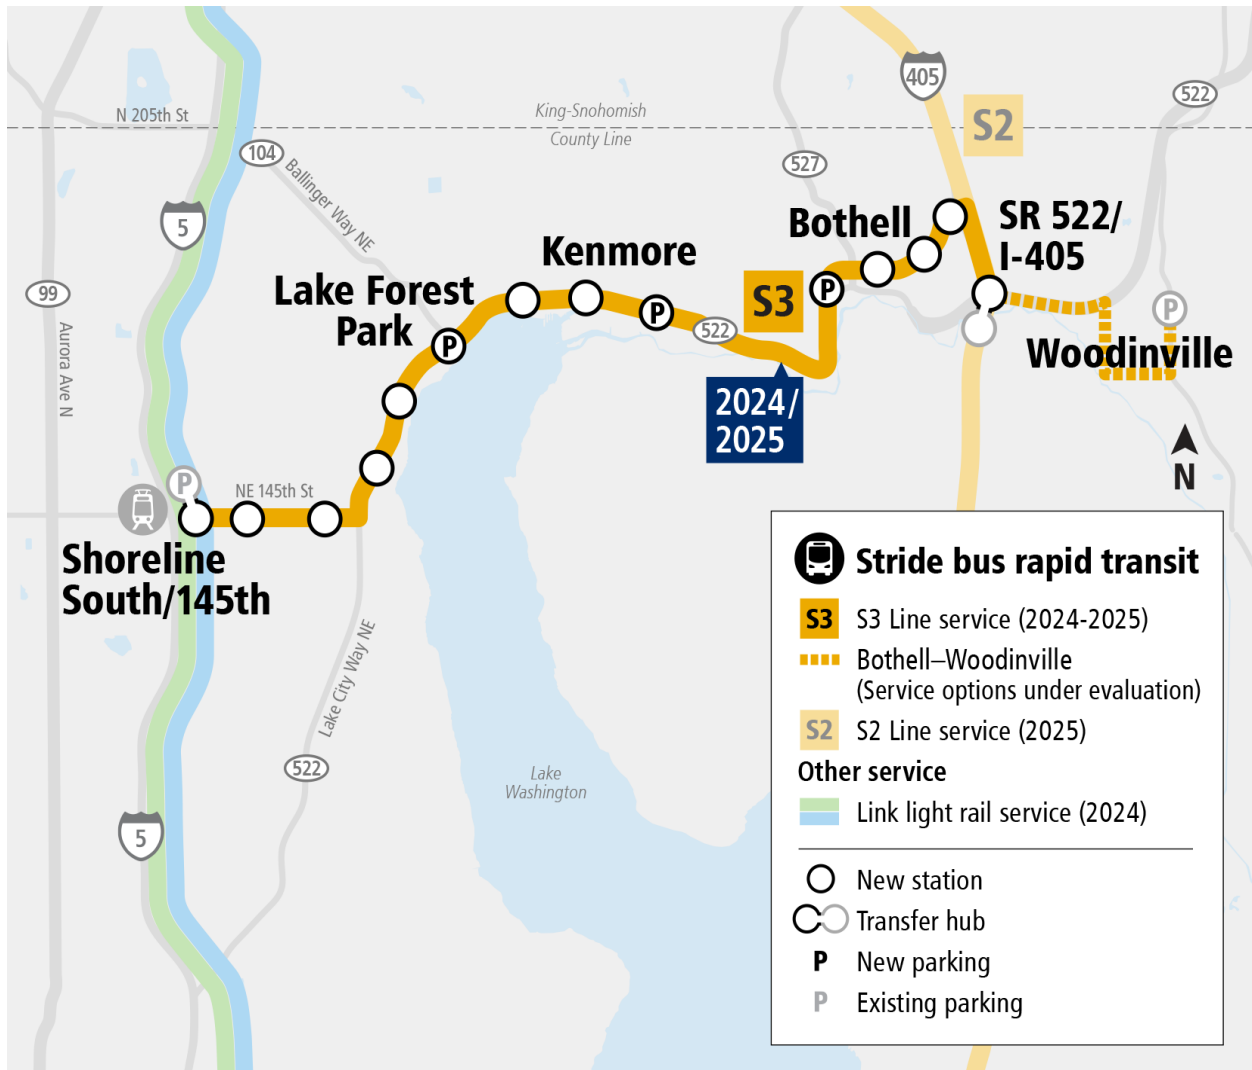 N 205th St
King-Snohomish
County Line
405
S2
522
104
Ballinger Way NE
527
5
Bothell
SR 522/
I-405
Kenmore
99
Aurora Ave N
Lake Forest
Park
P
P
522
S3
P
P
Woodinville
2024/
2025
N
P
NE 145th St
Shoreline
South/145th
Lake City Way NE
522
Lake
Washington
5
Stride bus rapid transit
S3 S3 Line service (2024-2025)
Bothell–Woodinville
(Service options under evaluation)
S2 S2 Line service (2025)
Other service
Link light rail service (2024)
New station
Transfer hub
P New parking
P Existing parking